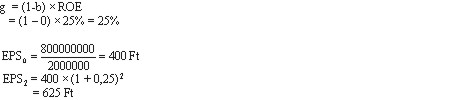 g = (1-b) × ROE
= (1 – 0) × 25% = 25%
EPS₀ = 800000000 / 2000000 = 400 Ft
EPS₂ = 400 × (1 + 0,25)²
= 625 Ft